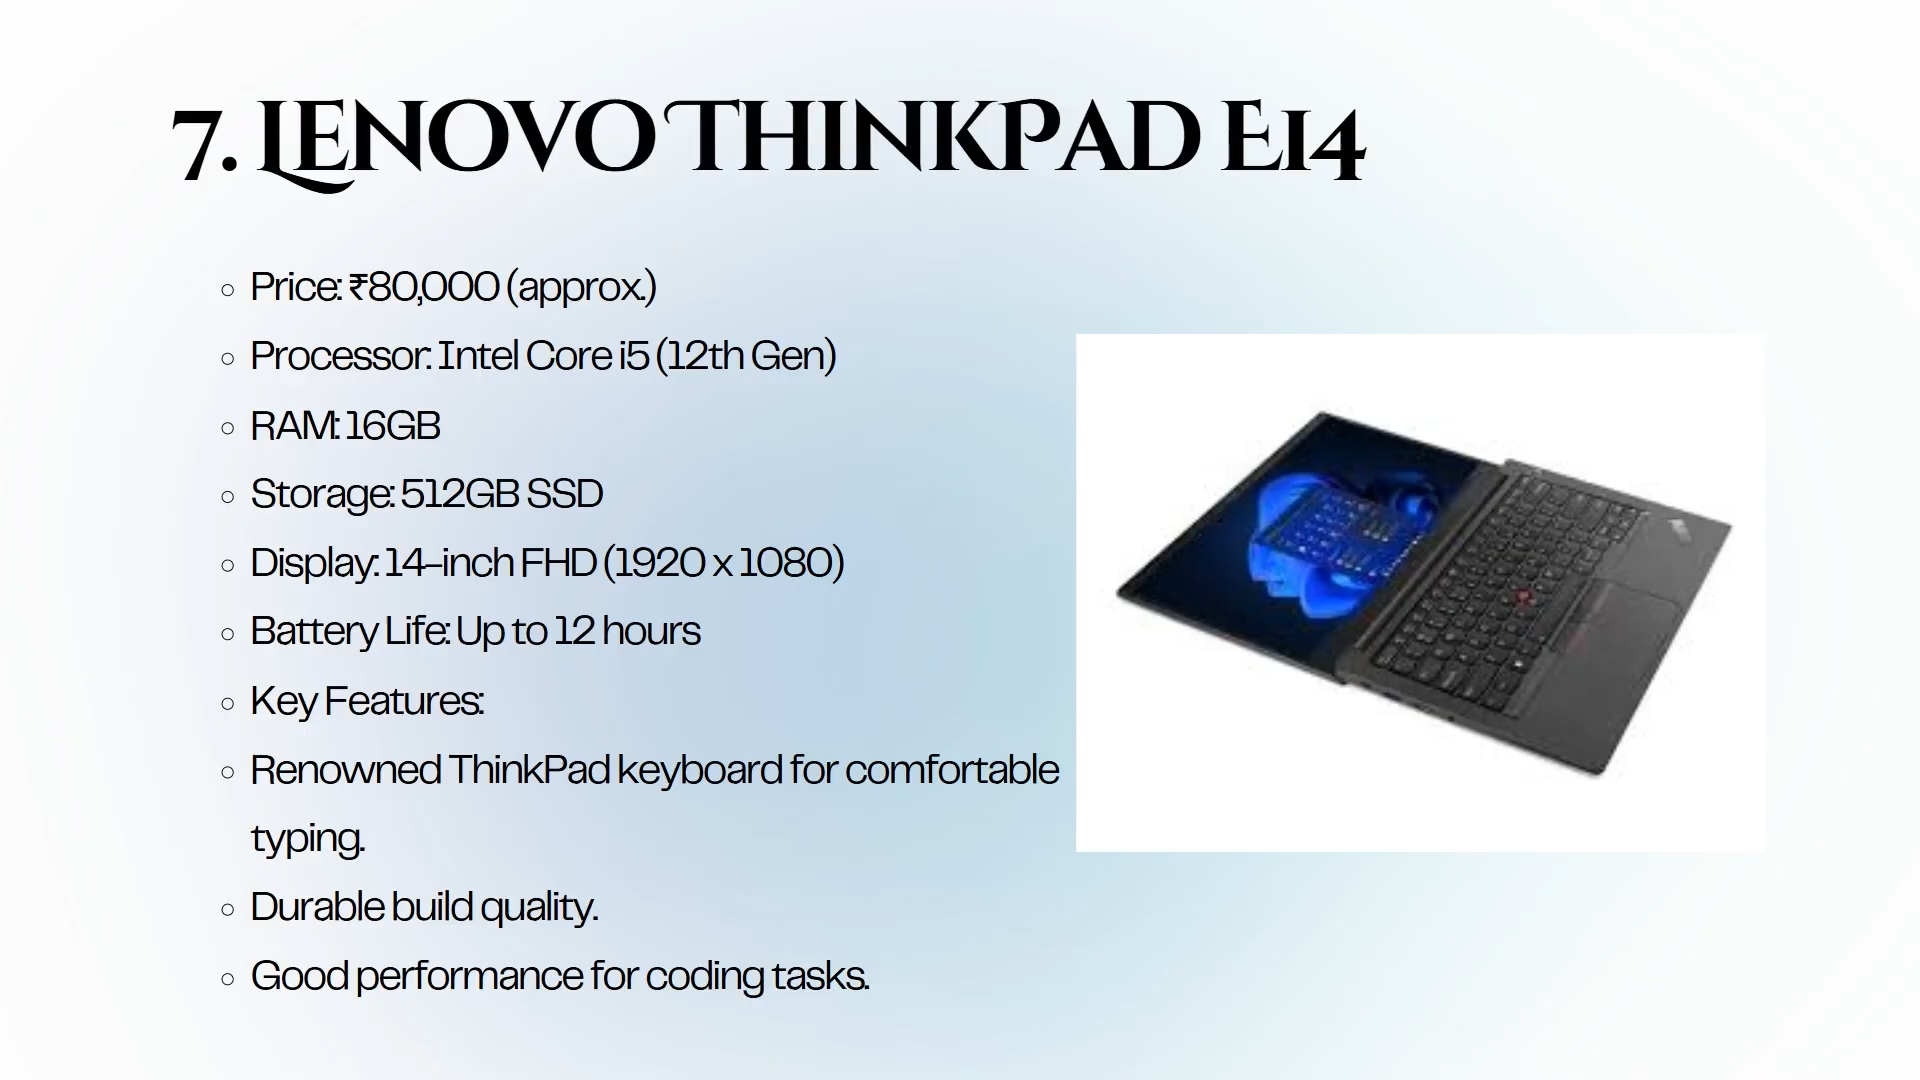 7. Lenovo ThinkPad E14
Price: ₹80,000 (approx.)
Processor: Intel Core i5 (12th Gen)
RAM: 16GB
Storage: 512GB SSD
Display: 14-inch FHD (1920 x 1080)
Battery Life: Up to 12 hours
Key Features:
Renowned ThinkPad keyboard for comfortable
typing.
Durable build quality.
Good performance for coding tasks.